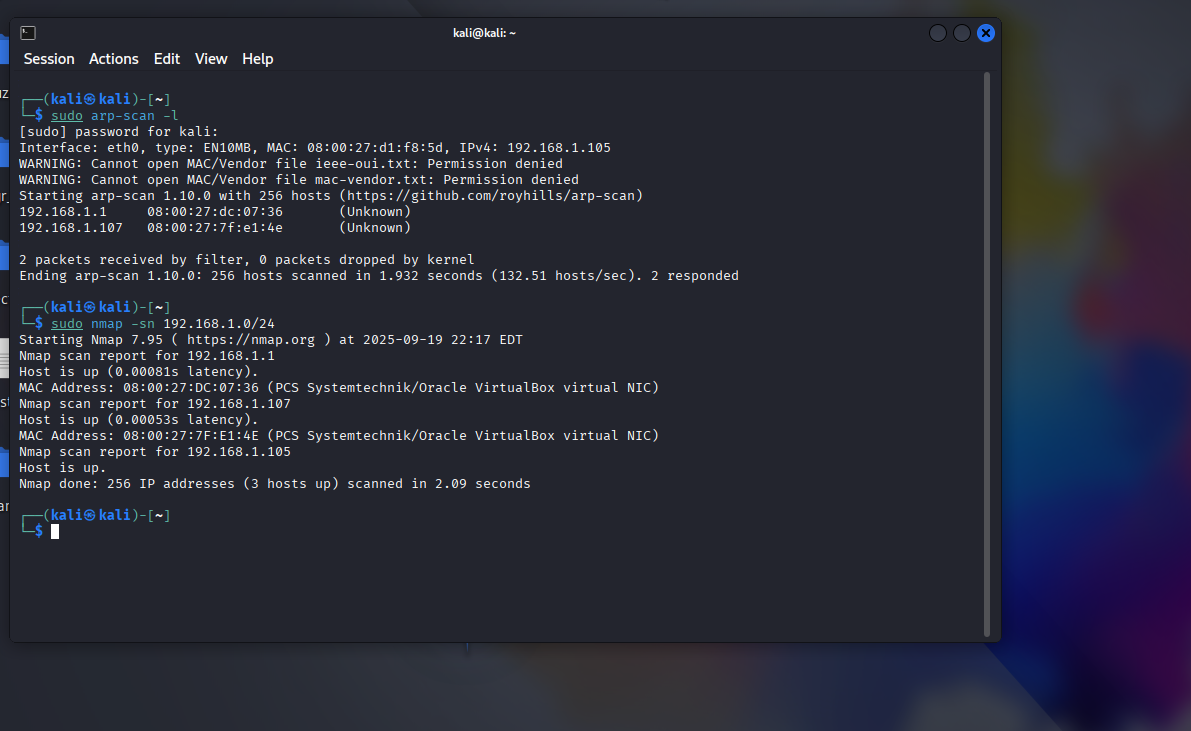 kali@kali: ~
Session Actions Edit View Help
┌──(kali㉿kali)-[~]
└─$ sudo arp-scan -l
[sudo] password for kali:
Interface: eth0, type: EN10MB, MAC: 08:00:27:d1:f8:5d, IPv4: 192.168.1.105
WARNING: Cannot open MAC/Vendor file ieee-oui.txt: Permission denied
WARNING: Cannot open MAC/Vendor file mac-vendor.txt: Permission denied
Starting arp-scan 1.10.0 with 256 hosts (https://github.com/royhills/arp-scan)
192.168.1.1     08:00:27:dc:07:36       (Unknown)
192.168.1.107   08:00:27:7f:e1:4e       (Unknown)
2 packets received by filter, 0 packets dropped by kernel
Ending arp-scan 1.10.0: 256 hosts scanned in 1.932 seconds (132.51 hosts/sec). 2 responded
┌──(kali㉿kali)-[~]
└─$ sudo nmap -sn 192.168.1.0/24
Starting Nmap 7.95 ( https://nmap.org ) at 2025-09-19 22:17 EDT
Nmap scan report for 192.168.1.1
Host is up (0.00081s latency).
MAC Address: 08:00:27:DC:07:36 (PCS Systemtechnik/Oracle VirtualBox virtual NIC)
Nmap scan report for 192.168.1.107
Host is up (0.00053s latency).
MAC Address: 08:00:27:7F:E1:4E (PCS Systemtechnik/Oracle VirtualBox virtual NIC)
Nmap scan report for 192.168.1.105
Host is up.
Nmap done: 256 IP addresses (3 hosts up) scanned in 2.09 seconds
┌──(kali㉿kali)-[~]
└─$